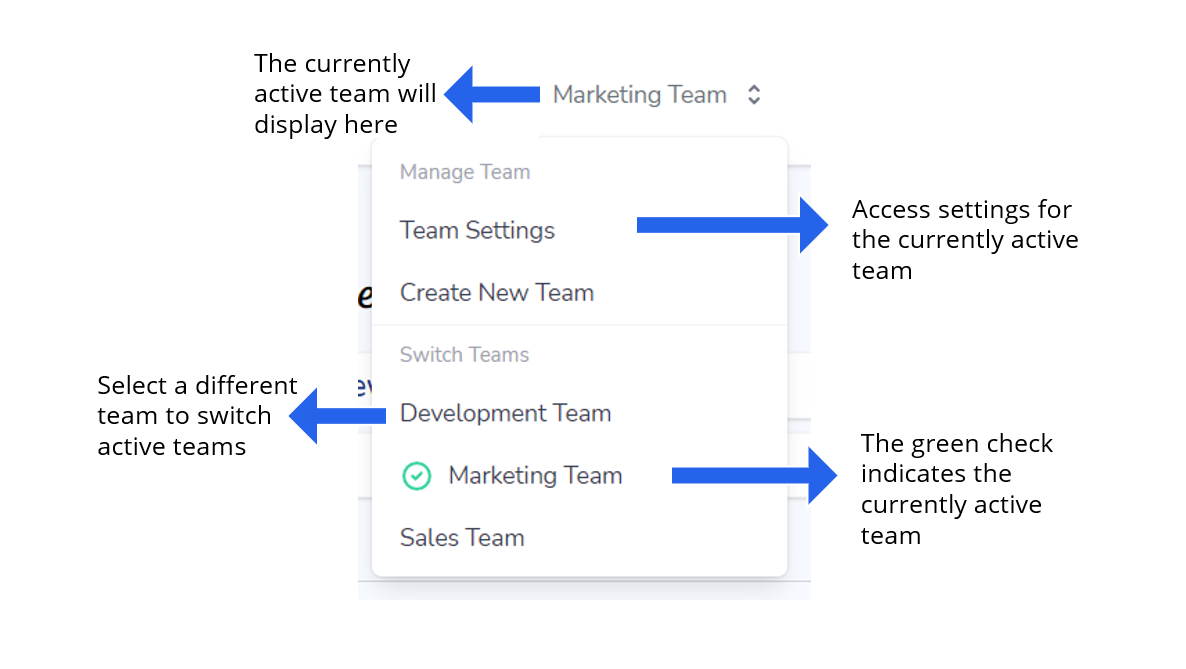 The currently
active team will
display here
Marketing Team
Manage Team
Team Settings
Access settings for
the currently active
team
Create New Team
Switch Teams
Select a different
team to switch
active teams
Development Team
Marketing Team
The green check
indicates the
currently active
team
Sales Team